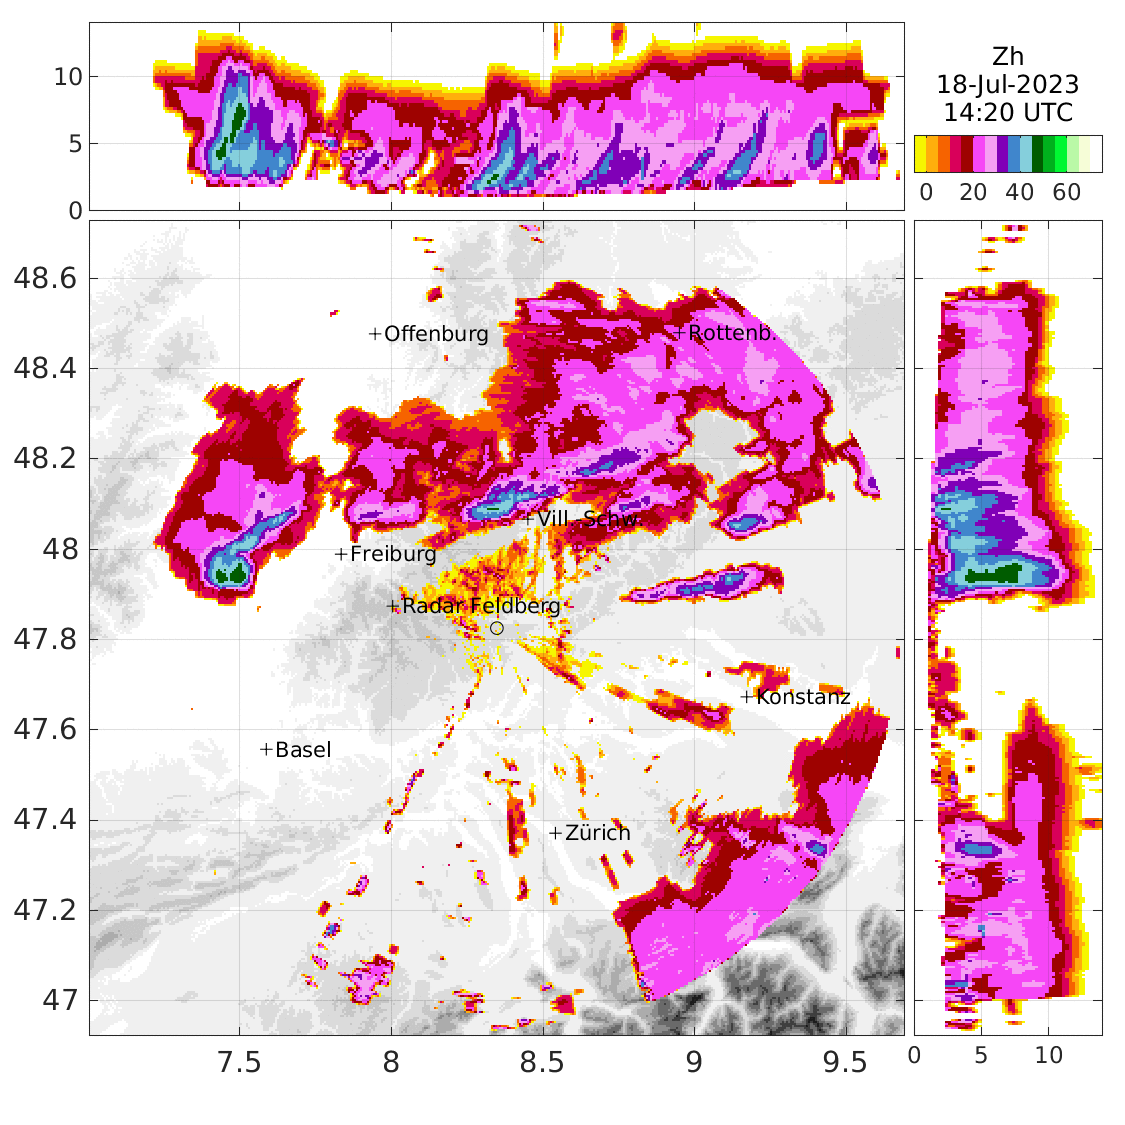 10
5
0
Zh
18-Jul-2023
14:20 UTC
0 20 40 60
48.6
48.4
48.2
48
47.8
47.6
47.4
47.2
47
+Offenburg
+Rottenb.
+Vill.-Schw.
+Freiburg
+Radar Feldberg
+Konstanz
+Basel
+Zürich
7.5 8 8.5 9 9.5
0 5 10